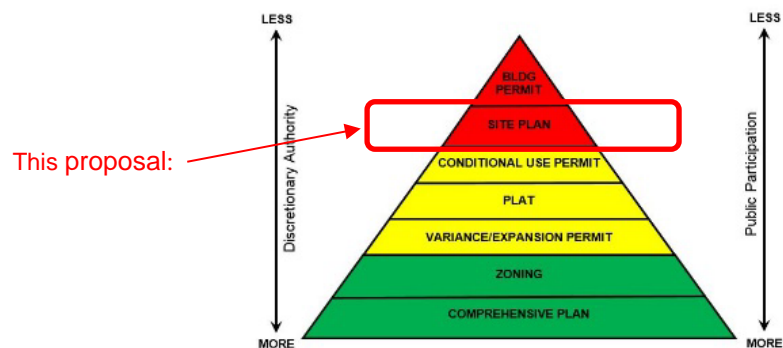 LESS
LESS
BLDG
PERMIT
SITE PLAN
This proposal:
Discretionary Authority
Public Participation
CONDITIONAL USE PERMIT
PLAT
VARIANCE/EXPANSION PERMIT
ZONING
COMPREHENSIVE PLAN
MORE
MORE